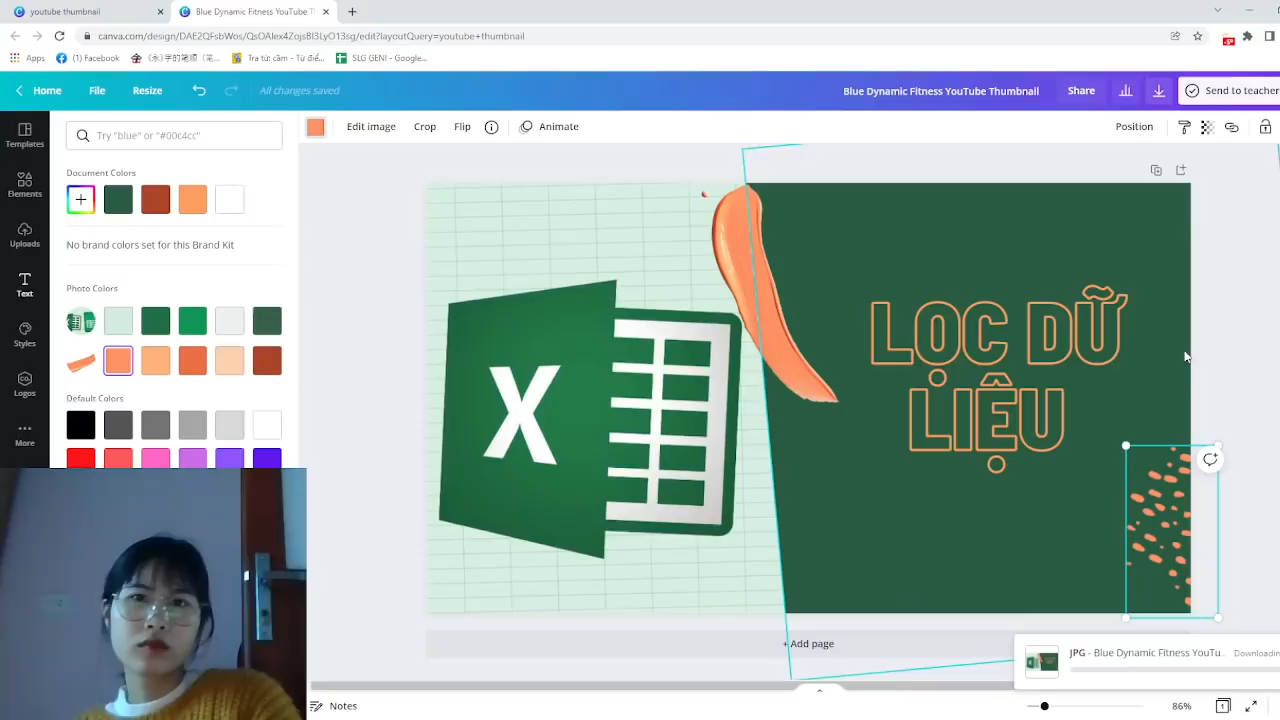 youtube thumbnail
Blue Dynamic Fitness YouTube T
canva.com/design/DAE2QFsbWos/QsOAlex4Zojs8I3LyO13sg/edit?layoutQuery=youtube+thumbnail
Apps
(1) Facebook
Tra từ: cầm - Từ điể...
SLG GENI - Google...
Home
File
Resize
All changes saved
Blue Dynamic Fitness YouTube Thumbnail
Share
Send to teacher
Templates
Elements
Uploads
Text
Styles
Logos
More
Try "blue" or "#00c4cc"
Edit image
Crop
Flip
Animate
Position
Document Colors
No brand colors set for this Brand Kit
Photo Colors
Default Colors
X
LỌC DỮ
LIỆU
+ Add page
JPG - Blue Dynamic Fitness YouTu...
Downloadin
Notes
86%
1